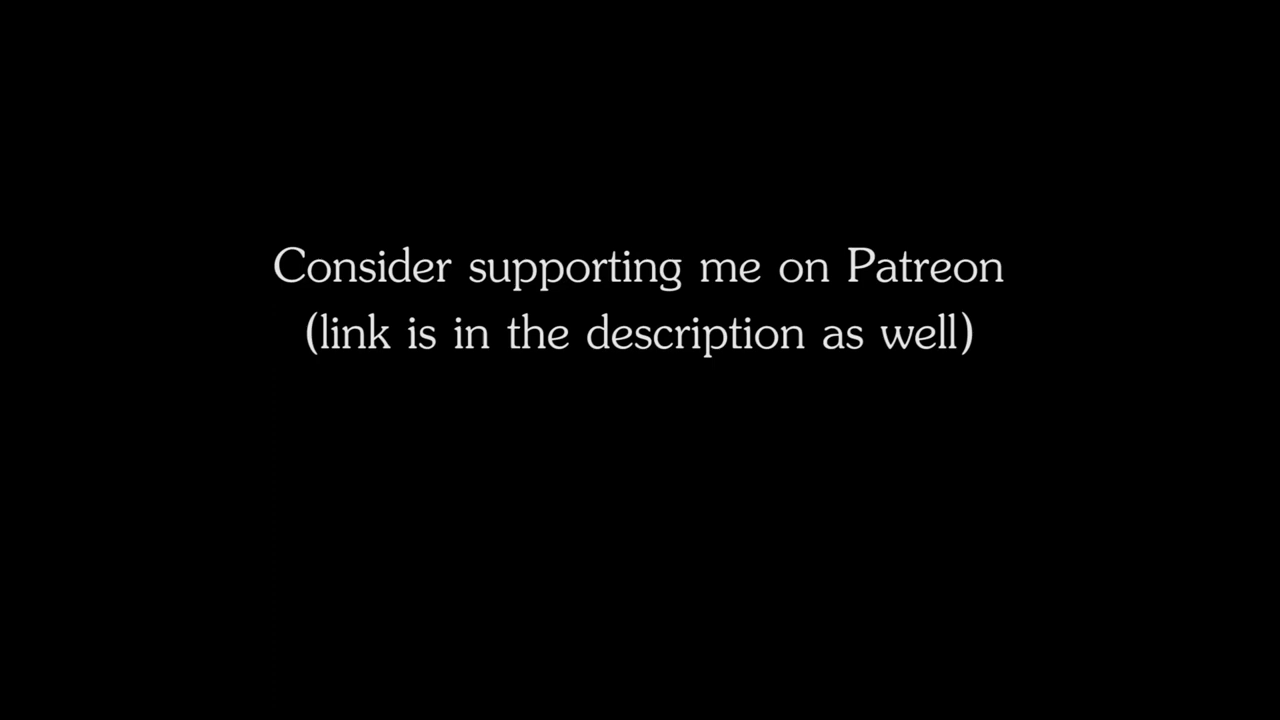 Consider supporting me on Patreon
(link is in the description as well)